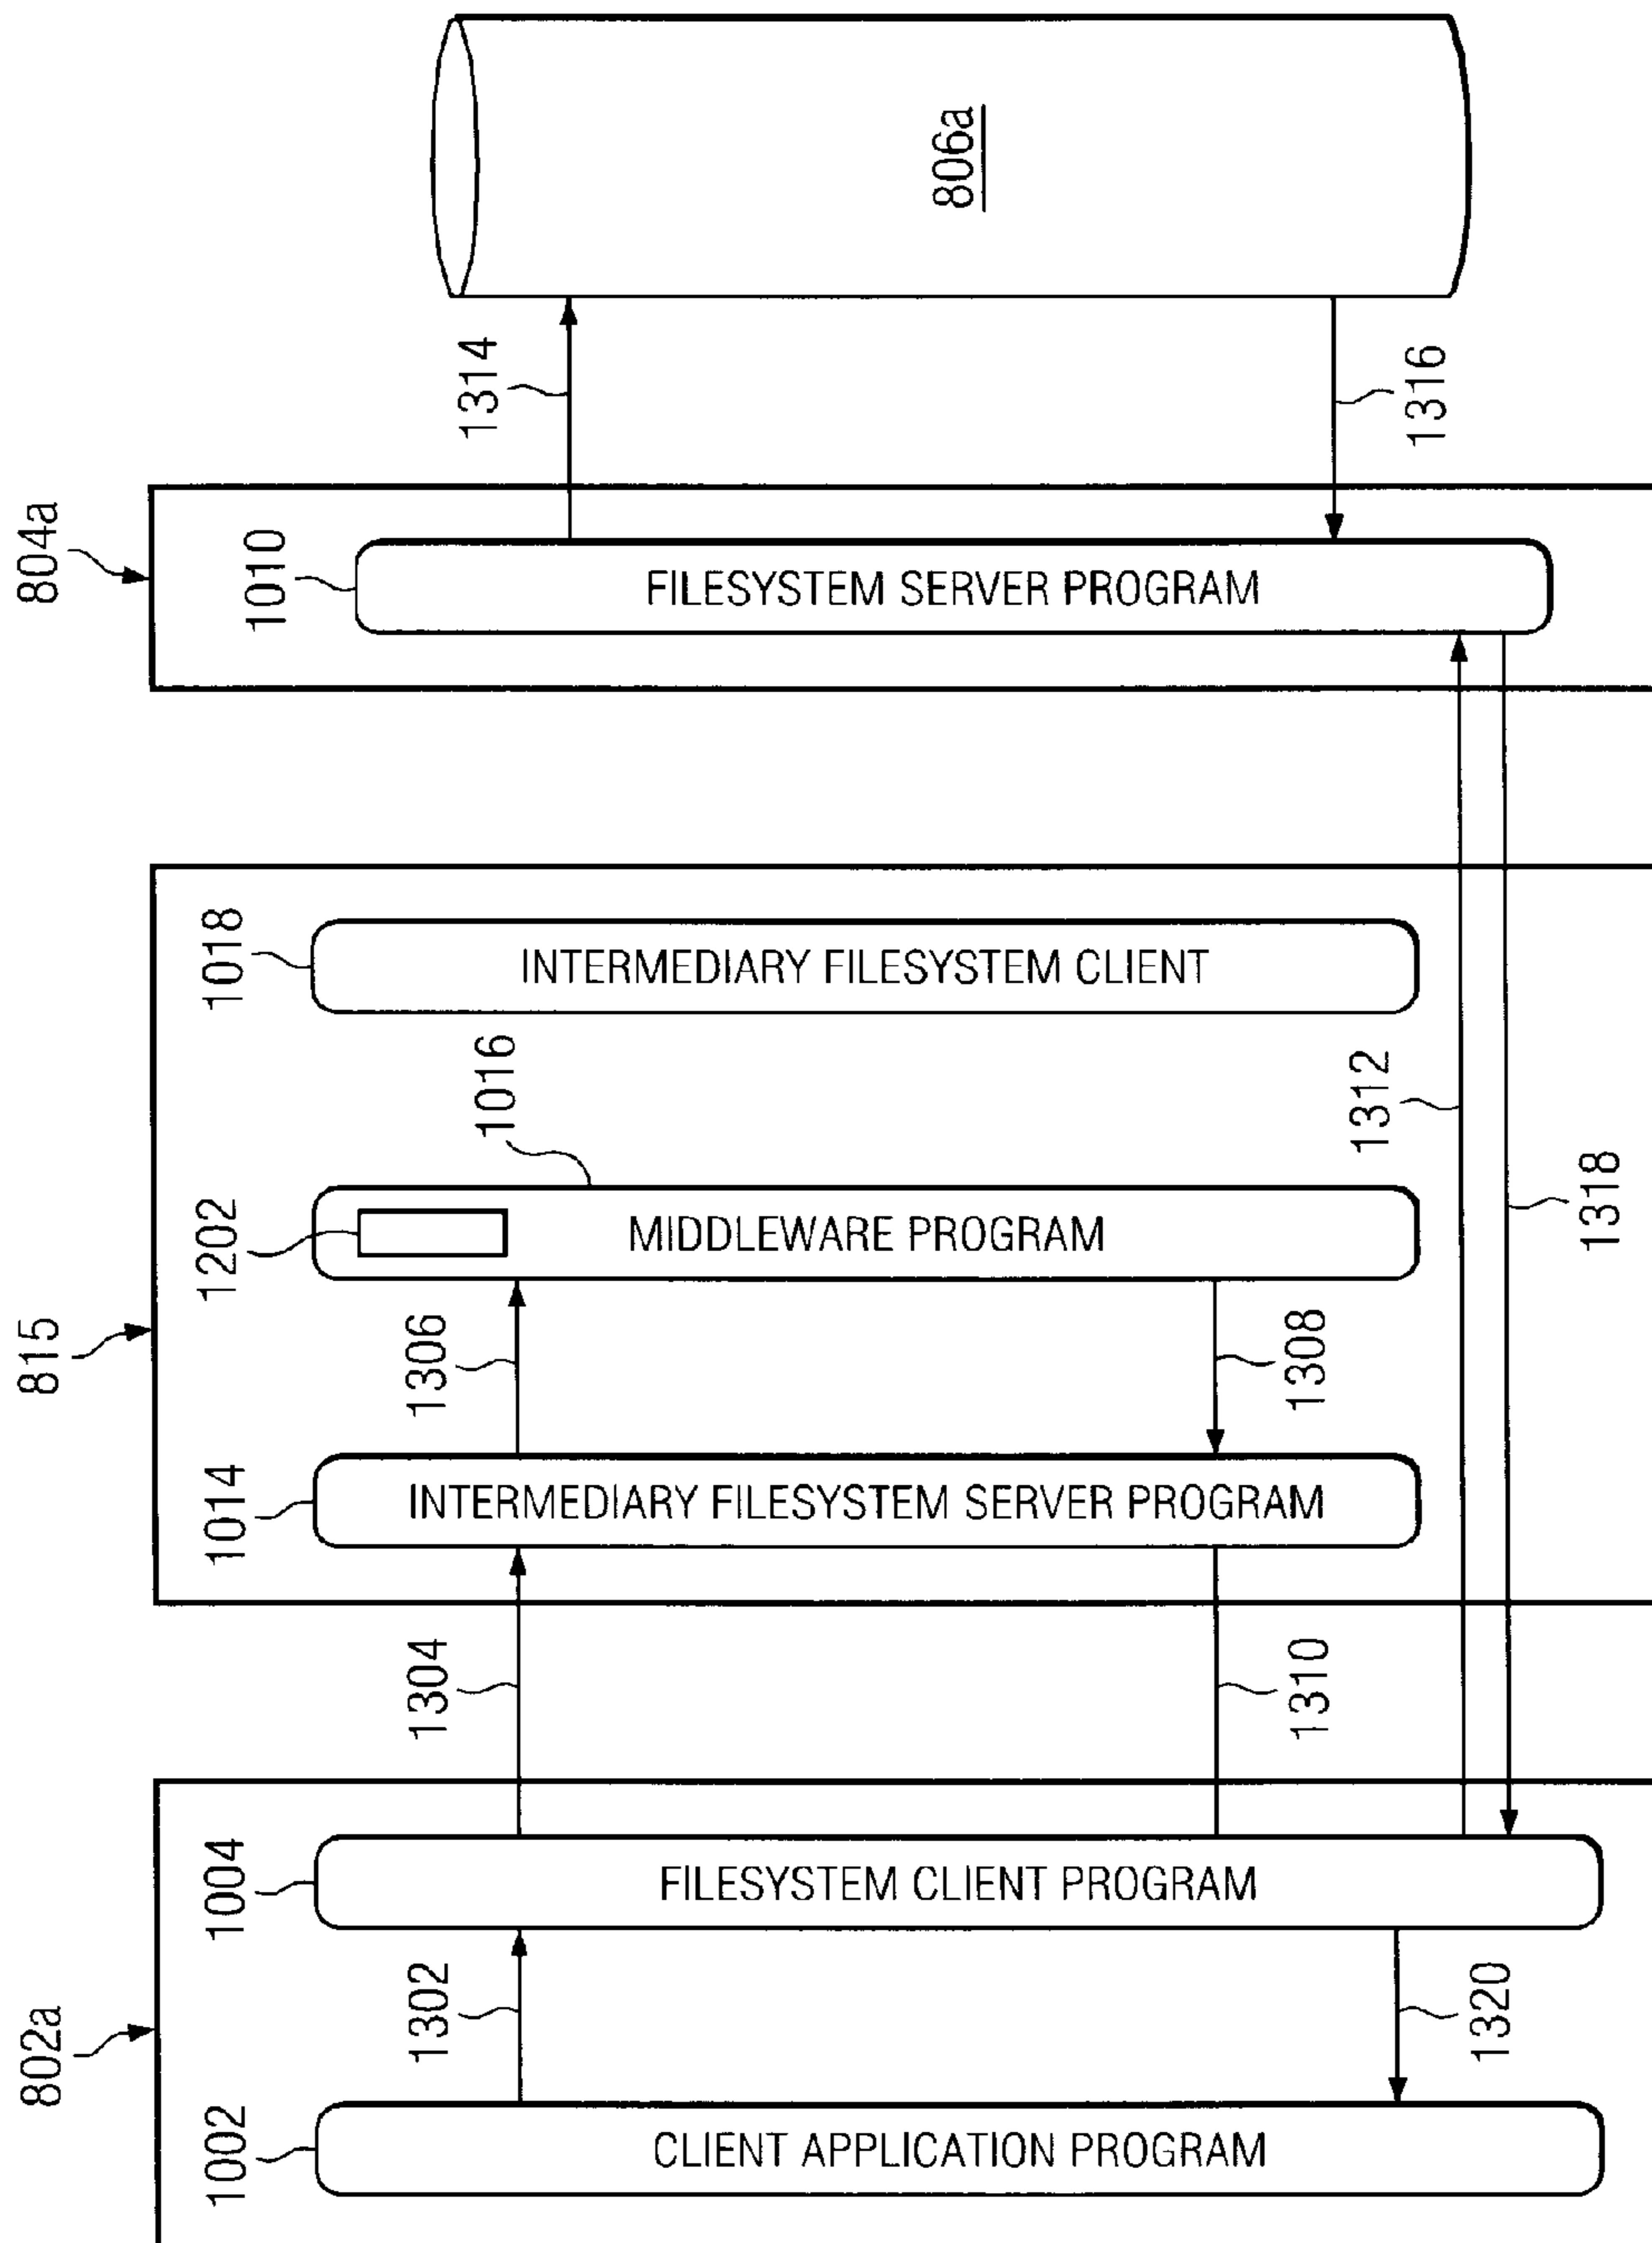 802a
815
804a
1002
1004
1014
1202
1018
1010
1302
1304
1306
1016
1314
CLIENT APPLICATION PROGRAM
FILESYSTEM CLIENT PROGRAM
INTERMEDIARY FILESYSTEM SERVER PROGRAM
MIDDLEWARE PROGRAM
INTERMEDIARY FILESYSTEM CLIENT
FILESYSTEM SERVER PROGRAM
806a
1320
1310
1308
1312
1316
1318